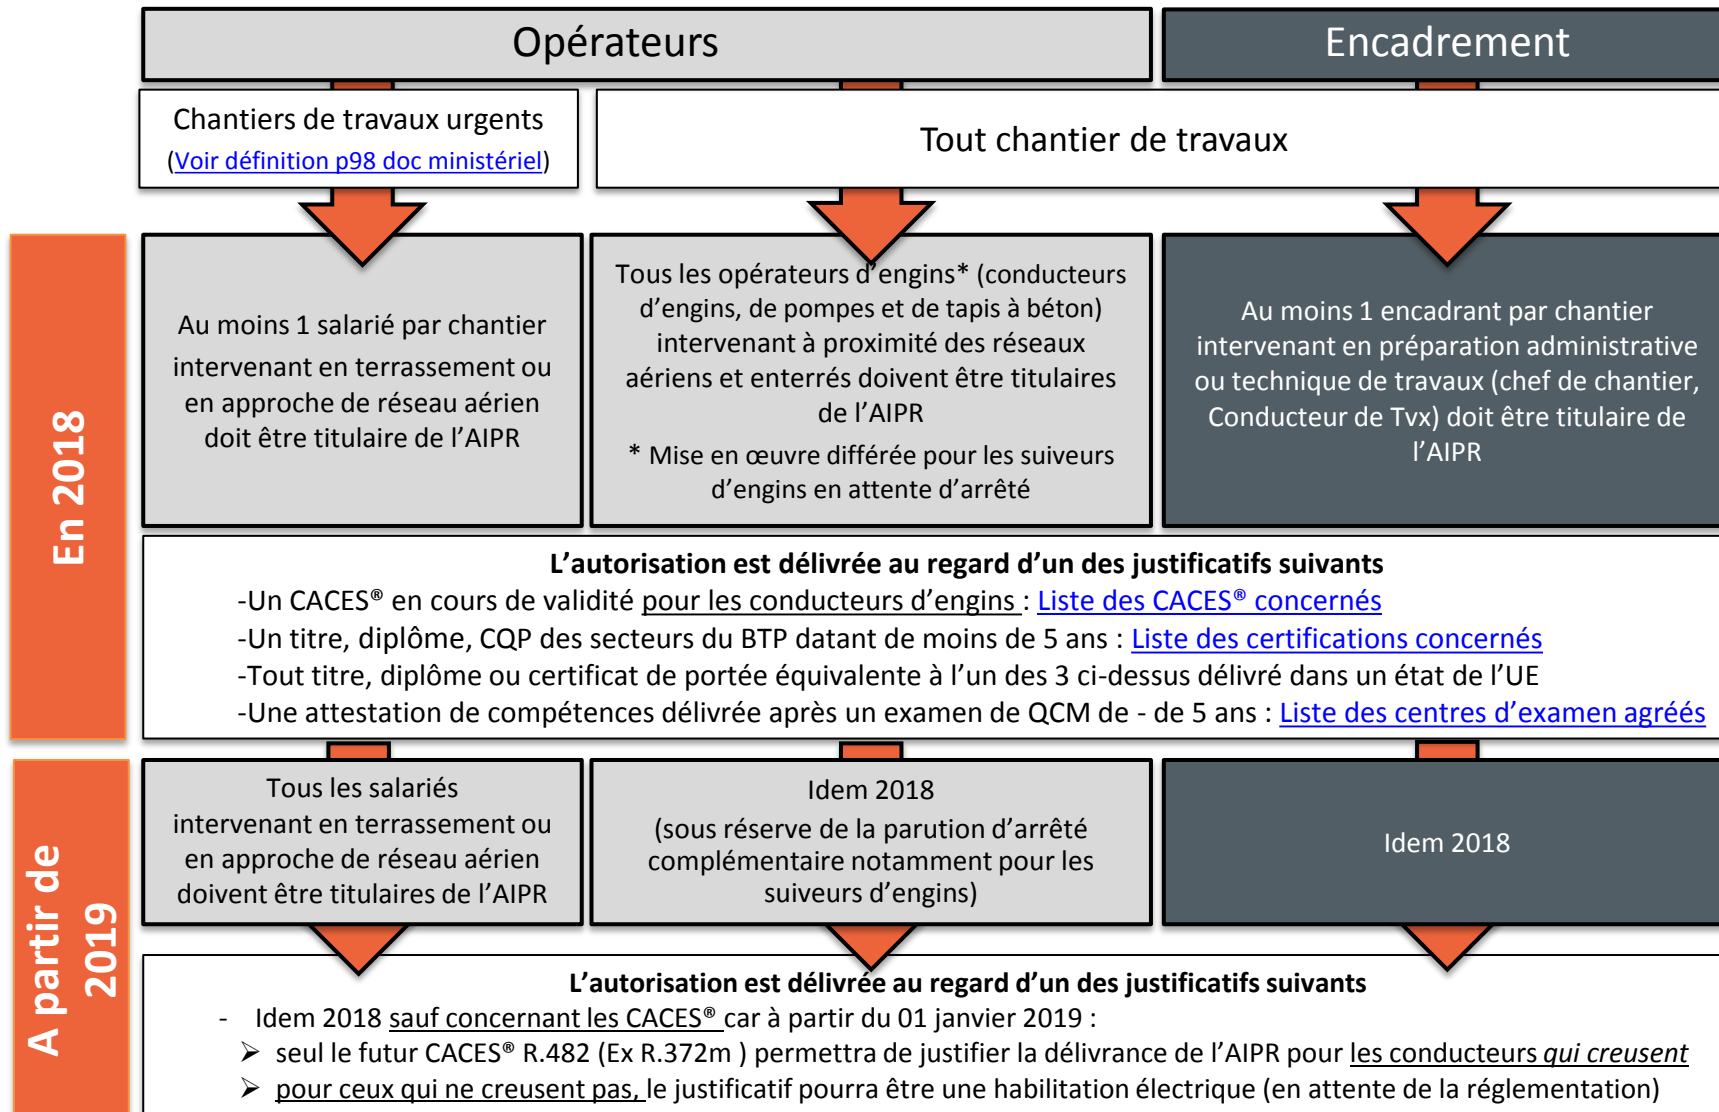 Opérateurs
Encadrement
Chantiers de travaux urgents
(Voir définition p98 doc ministériel)
Tout chantier de travaux
En 2018
Au moins 1 salarié par chantier
intervenant en terrassement ou
en approche de réseau aérien
doit être titulaire de l’AIPR
Tous les opérateurs d’engins* (conducteurs
d’engins, de pompes et de tapis à béton)
intervenant à proximité des réseaux
aériens et enterrés doivent être titulaires
de l’AIPR
* Mise en œuvre différée pour les suiveurs
d’engins en attente d’arrêté
Au moins 1 encadrant par chantier
intervenant en préparation administrative
ou technique de travaux (chef de chantier,
Conducteur de Tvx) doit être titulaire de
l’AIPR
L’autorisation est délivrée au regard d’un des justificatifs suivants
-Un CACES® en cours de validité pour les conducteurs d’engins : Liste des CACES® concernés
-Un titre, diplôme, CQP des secteurs du BTP datant de moins de 5 ans : Liste des certifications concernés
-Tout titre, diplôme ou certificat de portée équivalente à l’un des 3 ci-dessus délivré dans un état de l’UE
-Une attestation de compétences délivrée après un examen de QCM de - de 5 ans : Liste des centres d’examen agréés
A partir de
2019
Tous les salariés
intervenant en terrassement ou
en approche de réseau aérien
doivent être titulaires de l’AIPR
Idem 2018
(sous réserve de la parution d’arrêté
complémentaire notamment pour les
suiveurs d’engins)
Idem 2018
L’autorisation est délivrée au regard d’un des justificatifs suivants
- Idem 2018 sauf concernant les CACES® car à partir du 01 janvier 2019 :
➢ seul le futur CACES® R.482 (Ex R.372m ) permettra de justifier la délivrance de l’AIPR pour les conducteurs qui creusent
➢ pour ceux qui ne creusent pas, le justificatif pourra être une habilitation électrique (en attente de la réglementation)